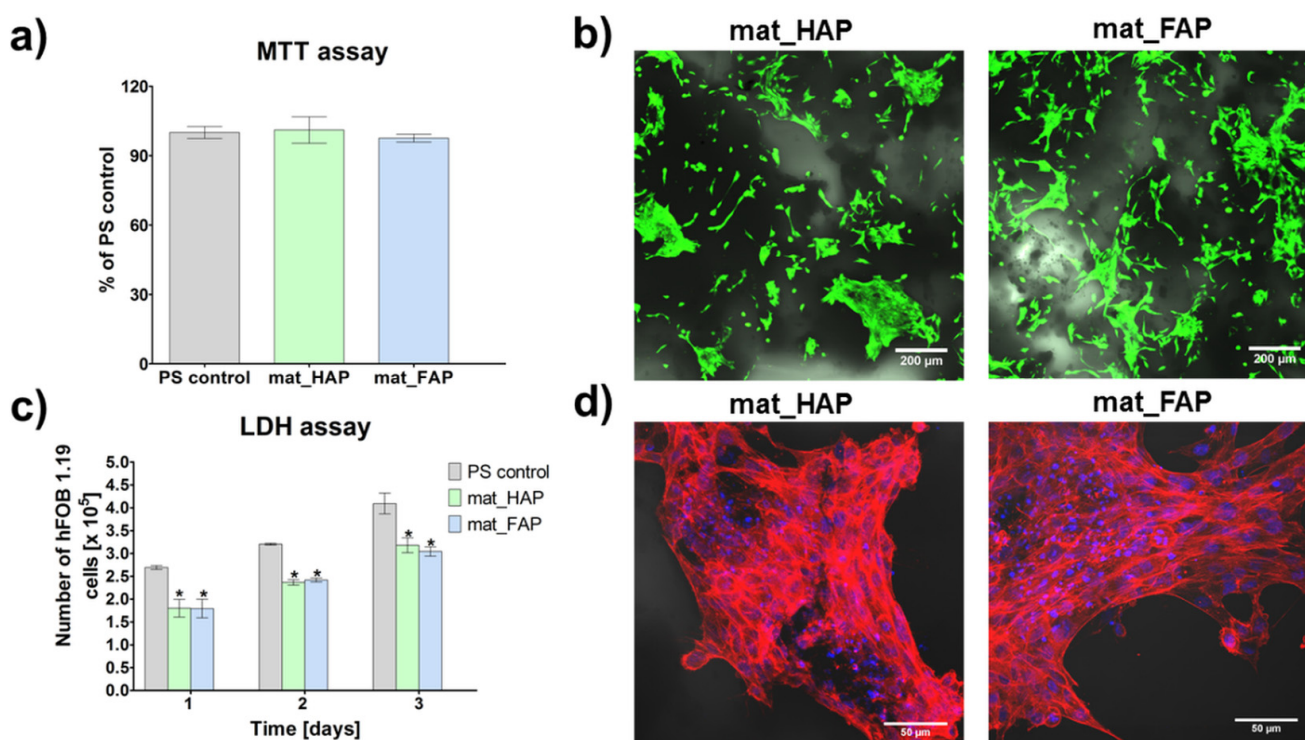 a)
MTT assay
% of PS control
120
90
60
30
0
PS control mat_HAP mat_FAP
b)
mat_HAP mat_FAP
200 µm 200 µm
c)
LDH assay
Number of hFOB 1.19
cells [x 10⁵]
5.0
4.5
4.0
3.5
3.0
2.5
2.0
1.5
1.0
0.5
0.0
PS control
mat_HAP
mat_FAP
* * * * * *
1 2 3
Time [days]
d)
mat_HAP mat_FAP
50 µm 50 µm